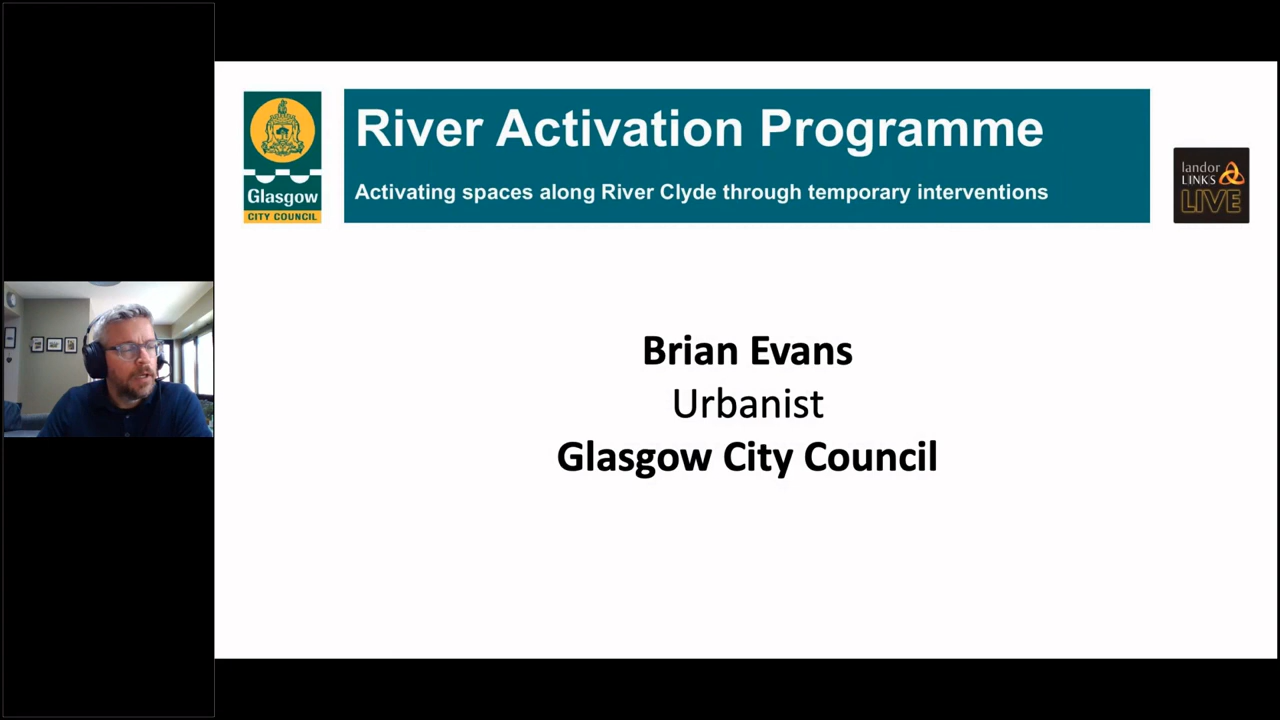 River Activation Programme
Activating spaces along River Clyde through temporary interventions
Glasgow
CITY COUNCIL
landor
LINKS
LIVE
Brian Evans
Urbanist
Glasgow City Council